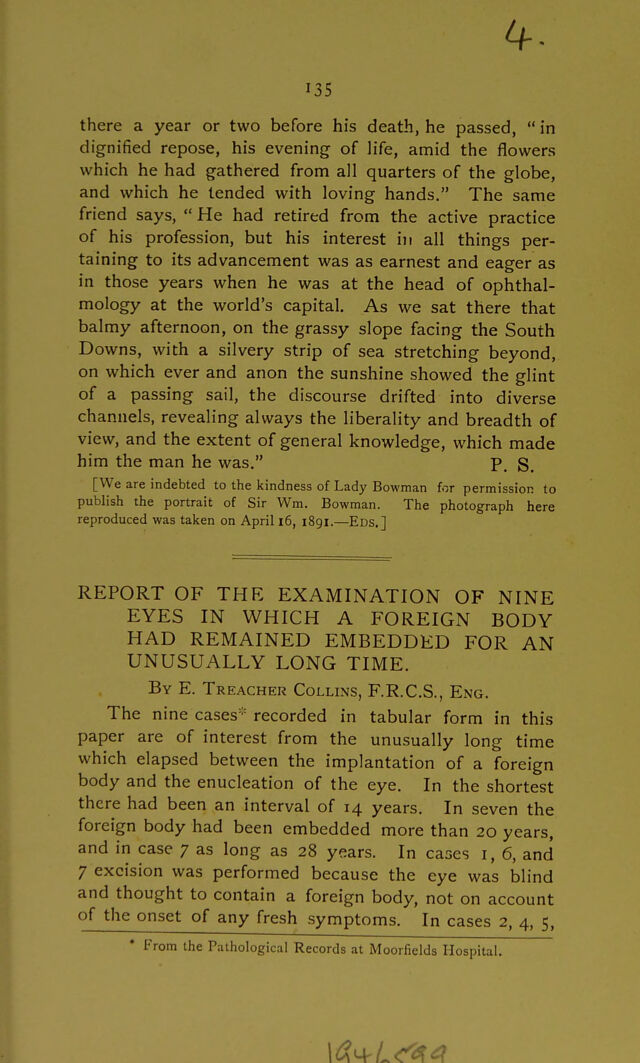 4.
135
there a year or two before his death, he passed, “in
dignified repose, his evening of life, amid the flowers
which he had gathered from all quarters of the globe,
and which he tended with loving hands.” The same
friend says, “He had retired from the active practice
of his profession, but his interest in all things per-
taining to its advancement was as earnest and eager as
in those years when he was at the head of ophthal-
mology at the world’s capital. As we sat there that
balmy afternoon, on the grassy slope facing the South
Downs, with a silvery strip of sea stretching beyond,
on which ever and anon the sunshine showed the glint
of a passing sail, the discourse drifted into diverse
channels, revealing always the liberality and breadth of
view, and the extent of general knowledge, which made
him the man he was.” P. S.
[We are indebted to the kindness of Lady Bowman for permission to
publish the portrait of Sir Wm. Bowman. The photograph here
reproduced was taken on April 16, 1891.—EDS.]
REPORT OF THE EXAMINATION OF NINE
EYES IN WHICH A FOREIGN BODY
HAD REMAINED EMBEDDED FOR AN
UNUSUALLY LONG TIME.
BY E. TREACHER COLLINS, F.R.C.S., ENG.
The nine cases* recorded in tabular form in this
paper are of interest from the unusually long time
which elapsed between the implantation of a foreign
body and the enucleation of the eye. In the shortest
there had been an interval of 14 years. In seven the
foreign body had been embedded more than 20 years,
and in case 7 as long as 28 years. In cases 1, 6, and
7 excision was performed because the eye was blind
and thought to contain a foreign body, not on account
of the onset of any fresh symptoms. In cases 2, 4, 5,
* From the Pathological Records at Moorfields Hospital.